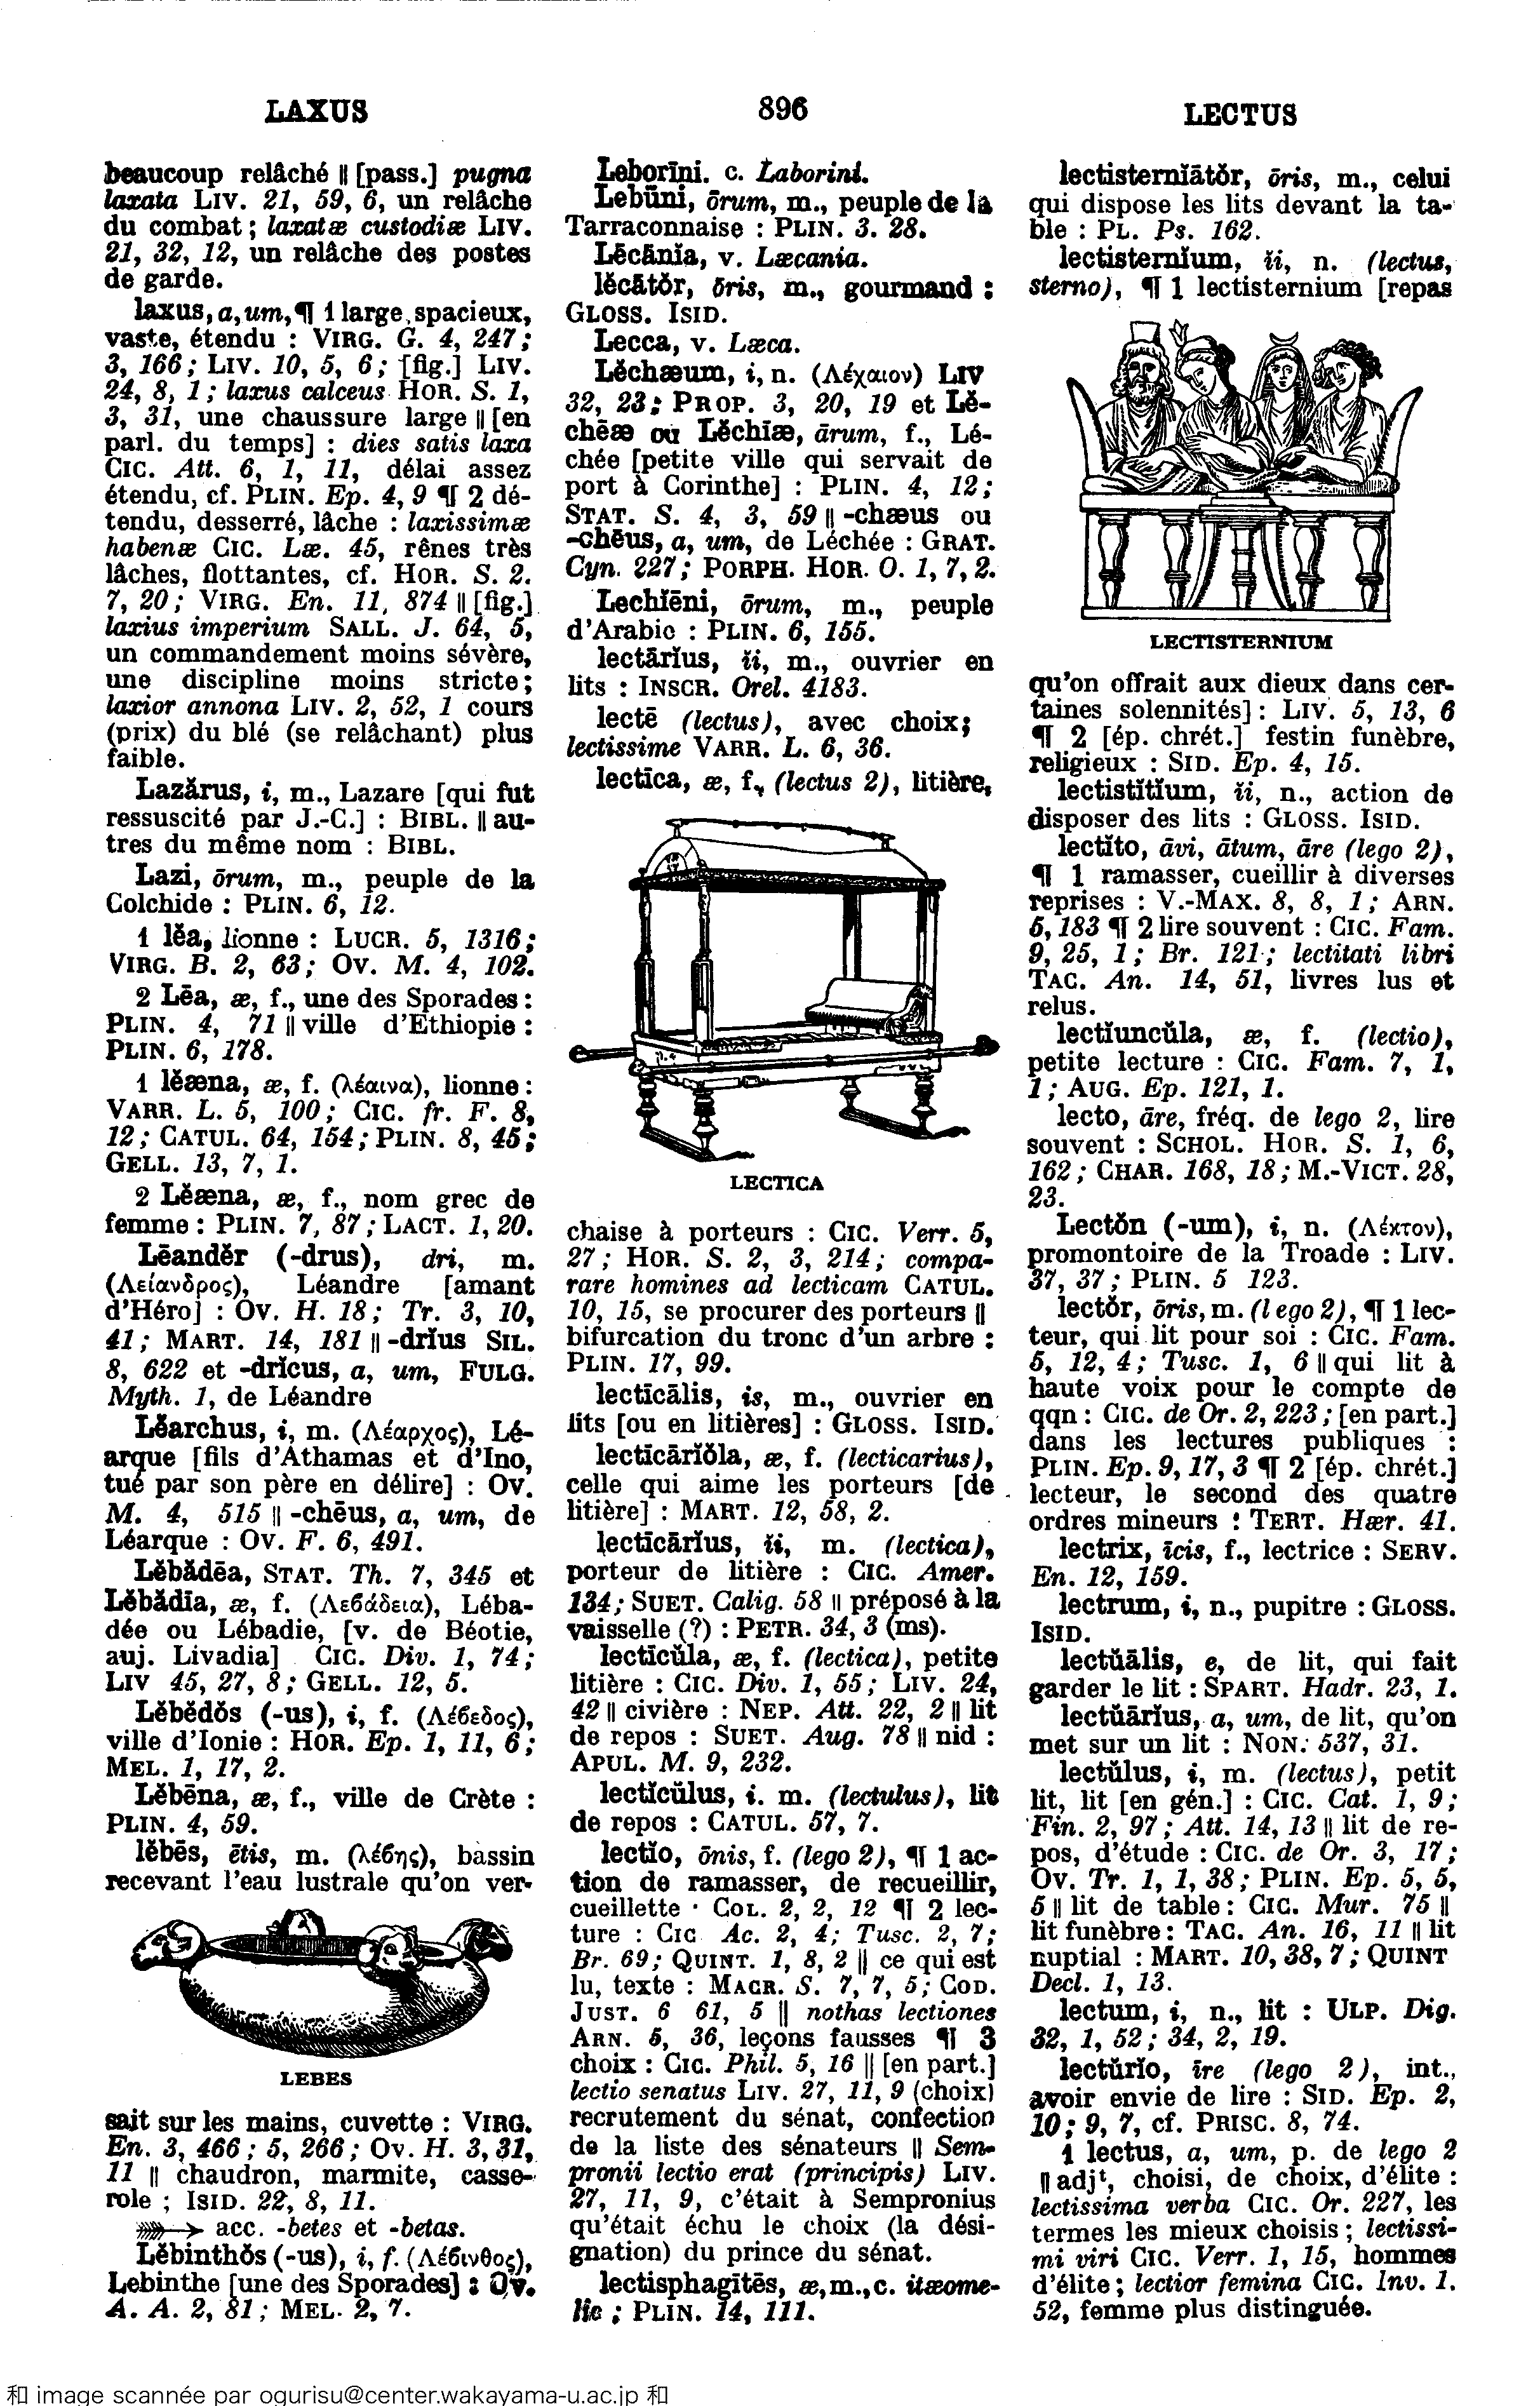 LAXUS
896
LECTUS
beaucoup relâché ‖ [pass.] pugna
laxata LIV. 21, 59, 6, un relâche
du combat ; laxatæ custodiæ LIV.
21, 32, 12, un relâche des postes
de garde.
laxus, a, um, ¶ 1 large, spacieux,
vaste, étendu : VIRG. G. 4, 247 ;
3, 166 ; LIV. 10, 5, 6 ; [fig.] LIV.
24, 8, 1 ; laxus calceus HOR. S. 1,
3, 31, une chaussure large ‖ [en
parl. du temps] : dies satis laxa
CIC. Att. 6, 1, 11, délai assez
étendu, cf. PLIN. Ep. 4, 9 ¶ 2 dé-
tendu, desserré, lâche : laxissimæ
habenæ CIC. Læ. 45, rênes très
lâches, flottantes, cf. HOR. S. 2.
7, 20 ; VIRG. En. 11, 874 ‖ [fig.]
laxius imperium SALL. J. 64, 5,
un commandement moins sévère,
une discipline moins stricte ;
laxior annona LIV. 2, 52, 1 cours
(prix) du blé (se relâchant) plus
faible.
Lazărus, i, m., Lazare [qui fut
ressuscité par J.-C.] : BIBL. ‖ au-
tres du même nom : BIBL.
Lazi, ōrum, m., peuple de la
Colchide : PLIN. 6, 12.
1 lĕa, lionne : LUCR. 5, 1316 ;
VIRG. B. 2, 63 ; OV. M. 4, 102.
2 Lēa, æ, f., une des Sporades :
PLIN. 4, 71 ‖ ville d'Ethiopie :
PLIN. 6, 178.
1 lĕæna, æ, f. (λέαινα), lionne :
VARR. L. 5, 100 ; CIC. fr. F. 8,
12 ; CATUL. 64, 154 ; PLIN. 8, 45 ;
GELL. 13, 7, 1.
2 Lĕæna, æ, f., nom grec de
femme : PLIN. 7, 87 ; LACT. 1, 20.
Lēandĕr (-drus), dri, m.
(Λείανδρος), Léandre [amant
d'Héro] : OV. H. 18 ; Tr. 3, 10,
41 ; MART. 14, 181 ‖ -drĭus SIL.
8, 622 et -drĭcus, a, um, FULG.
Myth. 1, de Léandre
Lĕarchus, i, m. (Λέαρχος), Lé-
arque [fils d'Athamas et d'Ino,
tué par son père en délire] : OV.
M. 4, 515 ‖ -chēus, a, um, de
Léarque : OV. F. 6, 491.
Lĕbădēa, STAT. Th. 7, 345 et
Lĕbădīa, æ, f. (Λεϐάδεια), Léba-
dée ou Lébadie, [v. de Béotie,
auj. Livadia] CIC. Div. 1, 74 ;
LIV 45, 27, 8 ; GELL. 12, 5.
Lĕbĕdŏs (-us), i, f. (Λέϐεδος),
ville d'Ionie : HOR. Ep. 1, 11, 6 ;
MEL. 1, 17, 2.
Lĕbēna, æ, f., ville de Crète :
PLIN. 4, 59.
lĕbēs, ētis, m. (λέϐης), bassin
recevant l'eau lustrale qu'on ver-
LEBES
sait sur les mains, cuvette : VIRG.
En. 3, 466 ; 5, 266 ; OV. H. 3, 31,
11 ‖ chaudron, marmite, casse-
role ; ISID. 22, 8, 11.
acc. -betes et -betas.
Lĕbinthŏs (-us), i, f. (Λέϐινθος),
Lebinthe [une des Sporades] : OV.
A. A. 2, 81 ; MEL. 2, 7.
Leborīni. c. Laborini.
Lebūni, ōrum, m., peuple de la
Tarraconnaise : PLIN. 3. 28.
Lēcānĭa, v. Læcania.
lĕcātŏr, ōris, m., gourmand :
GLOSS. ISID.
Lecca, v. Læca.
Lĕchæum, i, n. (Λέχαιον) LIV
32, 23 ; PROP. 3, 20, 19 et Lĕ-
chēæ ou Lĕchīæ, ārum, f., Lé-
chée [petite ville qui servait de
port à Corinthe] : PLIN. 4, 12 ;
STAT. S. 4, 3, 59 ‖ -chæus ou
-chēus, a, um, de Léchée : GRAT.
Cyn. 227 ; PORPH. HOR. O. 1, 7, 2.
Lechĭēni, ōrum, m., peuple
d'Arabie : PLIN. 6, 155.
lectārĭus, ĭi, m., ouvrier en
lits : INSCR. Orel. 4183.
lectē (lectus), avec choix ;
lectissime VARR. L. 6, 36.
lectīca, æ, f, (lectus 2), litière,
LECTICA
chaise à porteurs : CIC. Verr. 5,
27 ; HOR. S. 2, 3, 214 ; compa-
rare homines ad lecticam CATUL.
10, 15, se procurer des porteurs ‖
bifurcation du tronc d'un arbre :
PLIN. 17, 99.
lectīcālis, is, m., ouvrier en
lits [ou en litières] : GLOSS. ISID.
lectīcārĭŏla, æ, f. (lecticarius),
celle qui aime les porteurs [de
litière] : MART. 12, 58, 2.
lectīcārĭus, ĭi, m. (lectica),
porteur de litière : CIC. Amer.
134 ; SUET. Calig. 58 ‖ préposé à la
vaisselle (?) : PETR. 34, 3 (ms).
lectīcŭla, æ, f. (lectica), petite
litière : CIC. Div. 1, 55 ; LIV. 24,
42 ‖ civière : NEP. Att. 22, 2 ‖ lit
de repos : SUET. Aug. 78 ‖ nid :
APUL. M. 9, 232.
lectĭcŭlus, i. m. (lectulus), lit
de repos : CATUL. 57, 7.
lectĭo, ōnis, f. (lego 2), ¶ 1 ac-
tion de ramasser, de recueillir,
cueillette · COL. 2, 2, 12 ¶ 2 lec-
ture : CIC Ac. 2, 4 ; Tusc. 2, 7 ;
Br. 69 ; QUINT. 1, 8, 2 ‖ ce qui est
lu, texte : MACR. S. 7, 7, 5 ; COD.
JUST. 6 61, 5 ‖ nothas lectiones
ARN. 5, 36, leçons fausses ¶ 3
choix : CIC. Phil. 5, 16 ‖ [en part.]
lectio senatus LIV. 27, 11, 9 (choix)
recrutement du sénat, confection
de la liste des sénateurs ‖ Sem-
pronii lectio erat (principis) LIV.
27, 11, 9, c'était à Sempronius
qu'était échu le choix (la dési-
gnation) du prince du sénat.
lectisphagītēs, æ, m., c. itæome-
lis ; PLIN. 14, 111.
lectisternĭātŏr, ōris, m., celui
qui dispose les lits devant la ta-
ble : PL. Ps. 162.
lectisternĭum, ĭi, n. (lectus,
sterno), ¶ 1 lectisternium [repas
LECTISTERNIUM
qu'on offrait aux dieux dans cer-
taines solennités] : LIV. 5, 13, 6
¶ 2 [ép. chrét.] festin funèbre,
religieux : SID. Ep. 4, 15.
lectistĭtĭum, ĭi, n., action de
disposer des lits : GLOSS. ISID.
lectĭto, āvi, ātum, āre (lego 2),
¶ 1 ramasser, cueillir à diverses
reprises : V.-MAX. 8, 8, 1 ; ARN.
5, 183 ¶ 2 lire souvent : CIC. Fam.
9, 25, 1 ; Br. 121 ; lectitati libri
TAC. An. 14, 51, livres lus et
relus.
lectĭuncŭla, æ, f. (lectio),
petite lecture : CIC. Fam. 7, 1,
1 ; AUG. Ep. 121, 1.
lecto, āre, fréq. de lego 2, lire
souvent : SCHOL. HOR. S. 1, 6,
162 ; CHAR. 168, 18 ; M.-VICT. 28,
23.
Lectŏn (-um), i, n. (Λέκτον),
promontoire de la Troade : LIV.
37, 37 ; PLIN. 5 123.
lectŏr, ōris, m. (lego 2), ¶ 1 lec-
teur, qui lit pour soi : CIC. Fam.
5, 12, 4 ; Tusc. 1, 6 ‖ qui lit à
haute voix pour le compte de
qqn : CIC. de Or. 2, 223 ; [en part.]
dans les lectures publiques :
PLIN. Ep. 9, 17, 3 ¶ 2 [ép. chrét.]
lecteur, le second des quatre
ordres mineurs : TERT. Hær. 41.
lectrix, īcis, f., lectrice : SERV.
En. 12, 159.
lectrum, i, n., pupitre : GLOSS.
ISID.
lectŭālis, e, de lit, qui fait
garder le lit : SPART. Hadr. 23, 1.
lectŭārĭus, a, um, de lit, qu'on
met sur un lit : NON. 537, 31.
lectŭlus, i, m. (lectus), petit
lit, lit [en gén.] : CIC. Cat. 1, 9 ;
Fin. 2, 97 ; Att. 14, 13 ‖ lit de re-
pos, d'étude : CIC. de Or. 3, 17 ;
OV. Tr. 1, 1, 38 ; PLIN. Ep. 5, 5,
5 ‖ lit de table : CIC. Mur. 75 ‖
lit funèbre : TAC. An. 16, 11 ‖ lit
nuptial : MART. 10, 38, 7 ; QUINT
Decl. 1, 13.
lectum, i, n., lit : ULP. Dig.
32, 1, 52 ; 34, 2, 19.
lectŭrĭo, īre (lego 2), int.,
avoir envie de lire : SID. Ep. 2,
10 ; 9, 7, cf. PRISC. 8, 74.
1 lectus, a, um, p. de lego 2
‖ adjᵗ, choisi, de choix, d'élite :
lectissima verba CIC. Or. 227, les
termes les mieux choisis ; lectissi-
mi viri CIC. Verr. 1, 15, hommes
d'élite ; lectior femina CIC. Inv. 1.
52, femme plus distinguée.
和 image scannée par ogurisu@center.wakayama-u.ac.jp 和